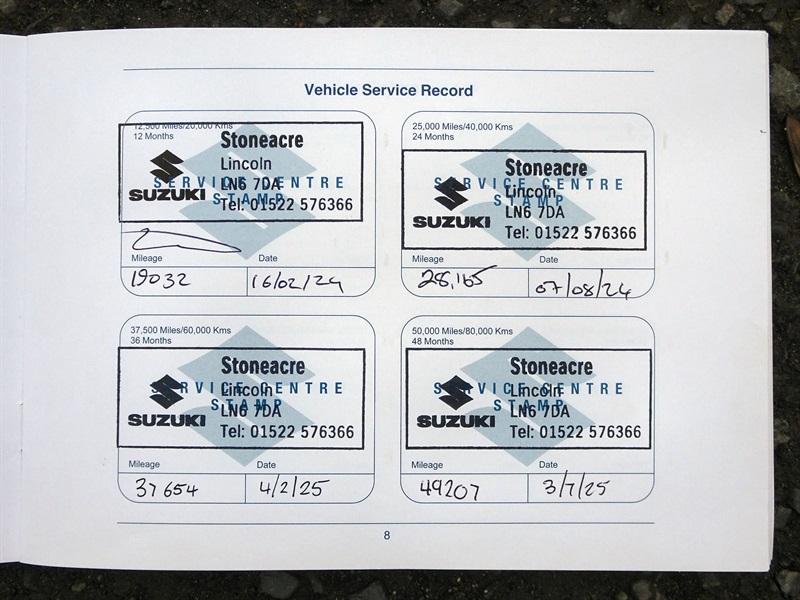 Vehicle Service Record
12,500 Miles/20,000 Kms
12 Months
SERVICE CENTRE
STAMP
Stoneacre
Lincoln
LN6 7DA
Tel: 01522 576366
SUZUKI
Mileage Date
19032 16/02/24
25,000 Miles/40,000 Kms
24 Months
SERVICE CENTRE
STAMP
Stoneacre
Lincoln
LN6 7DA
Tel: 01522 576366
SUZUKI
Mileage Date
28,165 07/08/24
37,500 Miles/60,000 Kms
36 Months
SERVICE CENTRE
STAMP
Stoneacre
Lincoln
LN6 7DA
Tel: 01522 576366
SUZUKI
Mileage Date
37654 4/2/25
50,000 Miles/80,000 Kms
48 Months
SERVICE CENTRE
STAMP
Stoneacre
Lincoln
LN6 7DA
Tel: 01522 576366
SUZUKI
Mileage Date
49207 3/7/25
8